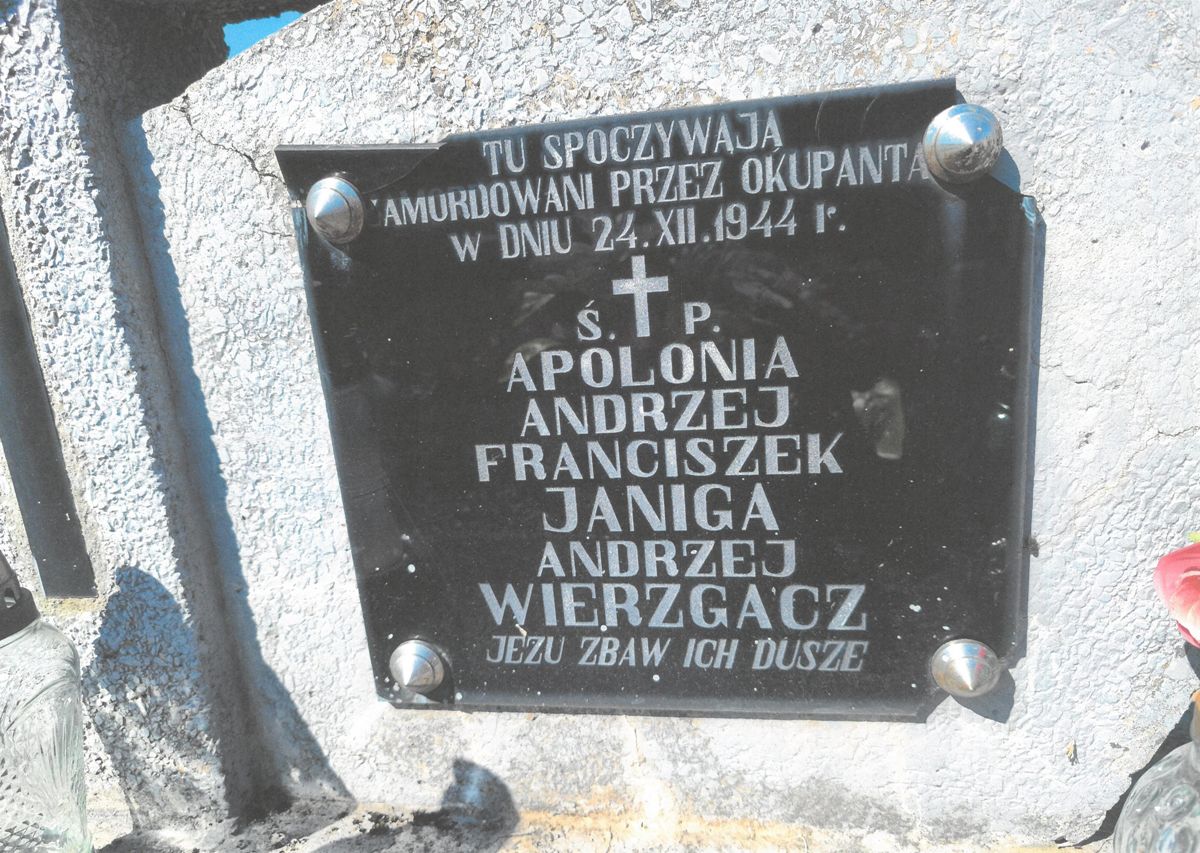 TU SPOCZYWAJĄ
ZAMORDOWANI PRZEZ OKUPANTA
W DNIU 24.XII.1944 r.
Ś. P.
APOLONIA
ANDRZEJ
FRANCISZEK
JANIGA
ANDRZEJ
WIERZGACZ
JEZU ZBAW ICH DUSZE